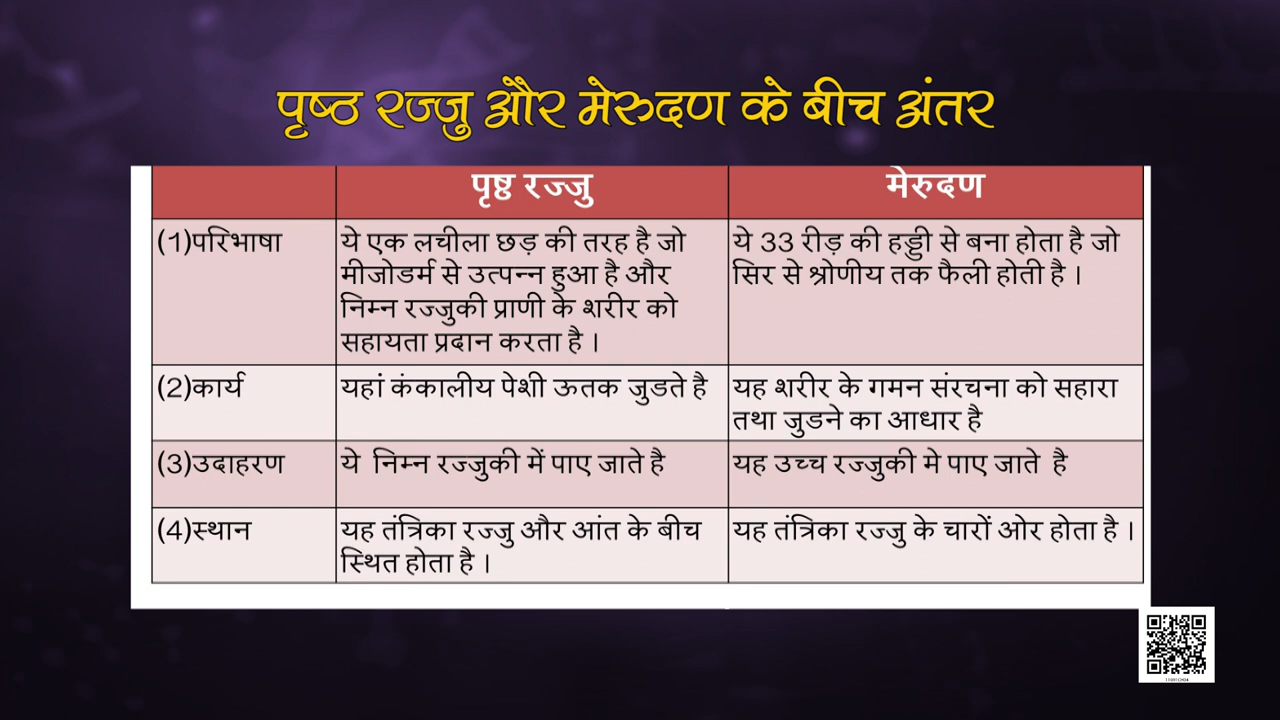 पृष्ठ रज्जु और मेरुदण के बीच अंतर
पृष्ठ रज्जु
मेरुदण
(1)परिभाषा
ये एक लचीला छड़ की तरह है जो
मीजोडर्म से उत्पन्न हुआ है और
निम्न रज्जुकी प्राणी के शरीर को
सहायता प्रदान करता है ।
ये 33 रीड़ की हड्डी से बना होता है जो
सिर से श्रोणीय तक फैली होती है ।
(2)कार्य
यहां कंकालीय पेशी ऊतक जुडते है
यह शरीर के गमन संरचना को सहारा
तथा जुडने का आधार है
(3)उदाहरण
ये निम्न रज्जुकी में पाए जाते है
यह उच्च रज्जुकी मे पाए जाते है
(4)स्थान
यह तंत्रिका रज्जु और आंत के बीच
स्थित होता है ।
यह तंत्रिका रज्जु के चारों ओर होता है ।